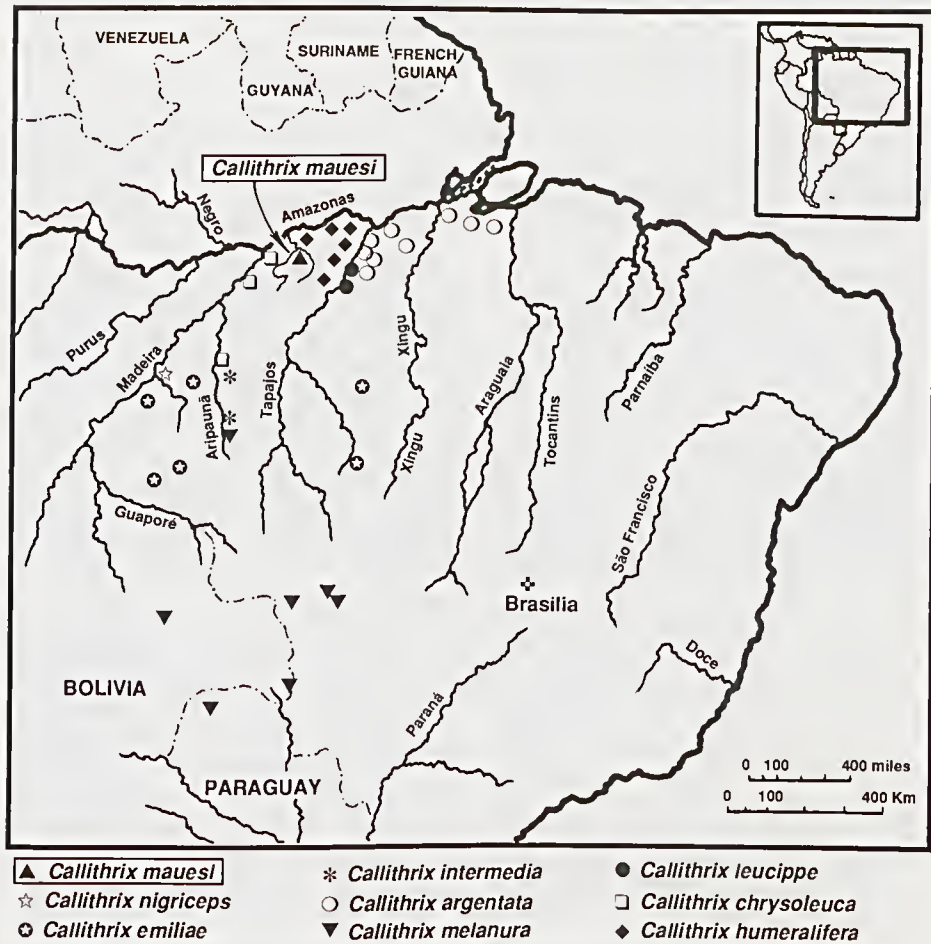 VENEZUELA
SURINAME
FRENCH
GUIANA
GUYANA
Callithrix mauesi
Negro
Amazonas
Purus
Madeira
Aripaunã
Tapajos
Xingu
Xingu
Araguaia
Tocantins
Parnaiba
São Francisco
Guaporé
Brasilia
Doce
BOLIVIA
Paraná
PARAGUAY
0 100 400 miles
0 100 400 Km
Callithrix mauesi
Callithrix intermedia
Callithrix leucippe
Callithrix nigriceps
Callithrix argentata
Callithrix chrysoleuca
Callithrix emiliae
Callithrix melanura
Callithrix humeralifera